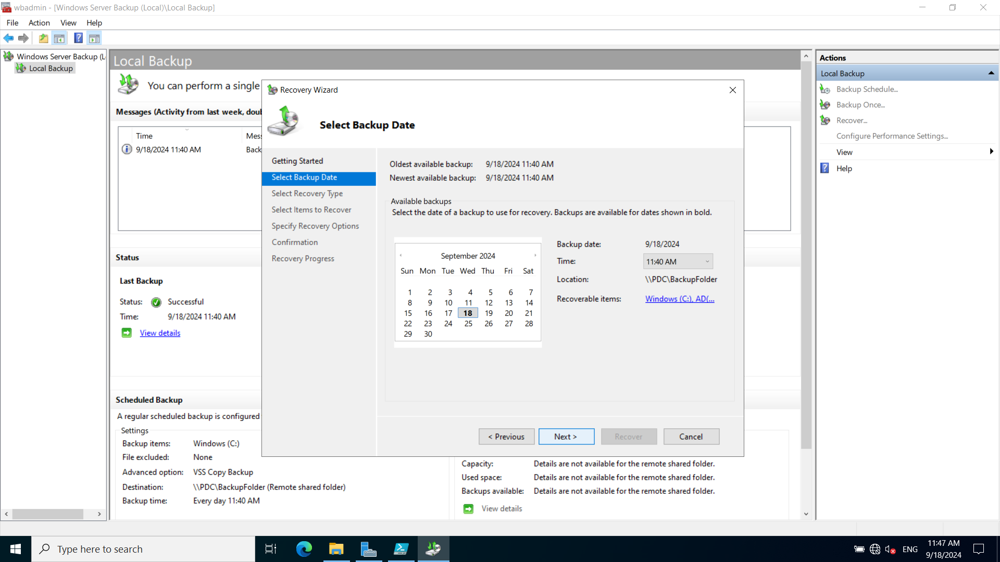 wbadmin - [Windows Server Backup (Local)\Local Backup]
File Action View Help
Windows Server Backup (L
Local Backup
Local Backup
You can perform a single
Messages (Activity from last week, doul
Time
9/18/2024 11:40 AM
Back
Status
Last Backup
Status: Successful
Time: 9/18/2024 11:40 AM
View details
Scheduled Backup
A regular scheduled backup is configured
Settings
Backup items: Windows (C:)
File excluded: None
Advanced option: VSS Copy Backup
Destination: \\PDC\BackupFolder (Remote shared folder)
Backup time: Every day 11:40 AM
Capacity: Details are not available for the remote shared folder.
Used space: Details are not available for the remote shared folder.
Backups available: Details are not available for the remote shared folder.
View details
Recovery Wizard
Select Backup Date
Getting Started
Select Backup Date
Select Recovery Type
Select Items to Recover
Specify Recovery Options
Confirmation
Recovery Progress
Oldest available backup: 9/18/2024 11:40 AM
Newest available backup: 9/18/2024 11:40 AM
Available backups
Select the date of a backup to use for recovery. Backups are available for dates shown in bold.
September 2024
Sun Mon Tue Wed Thu Fri Sat
1 2 3 4 5 6 7
8 9 10 11 12 13 14
15 16 17 18 19 20 21
22 23 24 25 26 27 28
29 30
Backup date: 9/18/2024
Time: 11:40 AM
Location: \\PDC\BackupFolder
Recoverable items: Windows (C:), AD(...
< Previous Next > Recover Cancel
Actions
Local Backup
Backup Schedule...
Backup Once...
Recover...
Configure Performance Settings...
View
Help
Type here to search
ENG
11:47 AM
9/18/2024